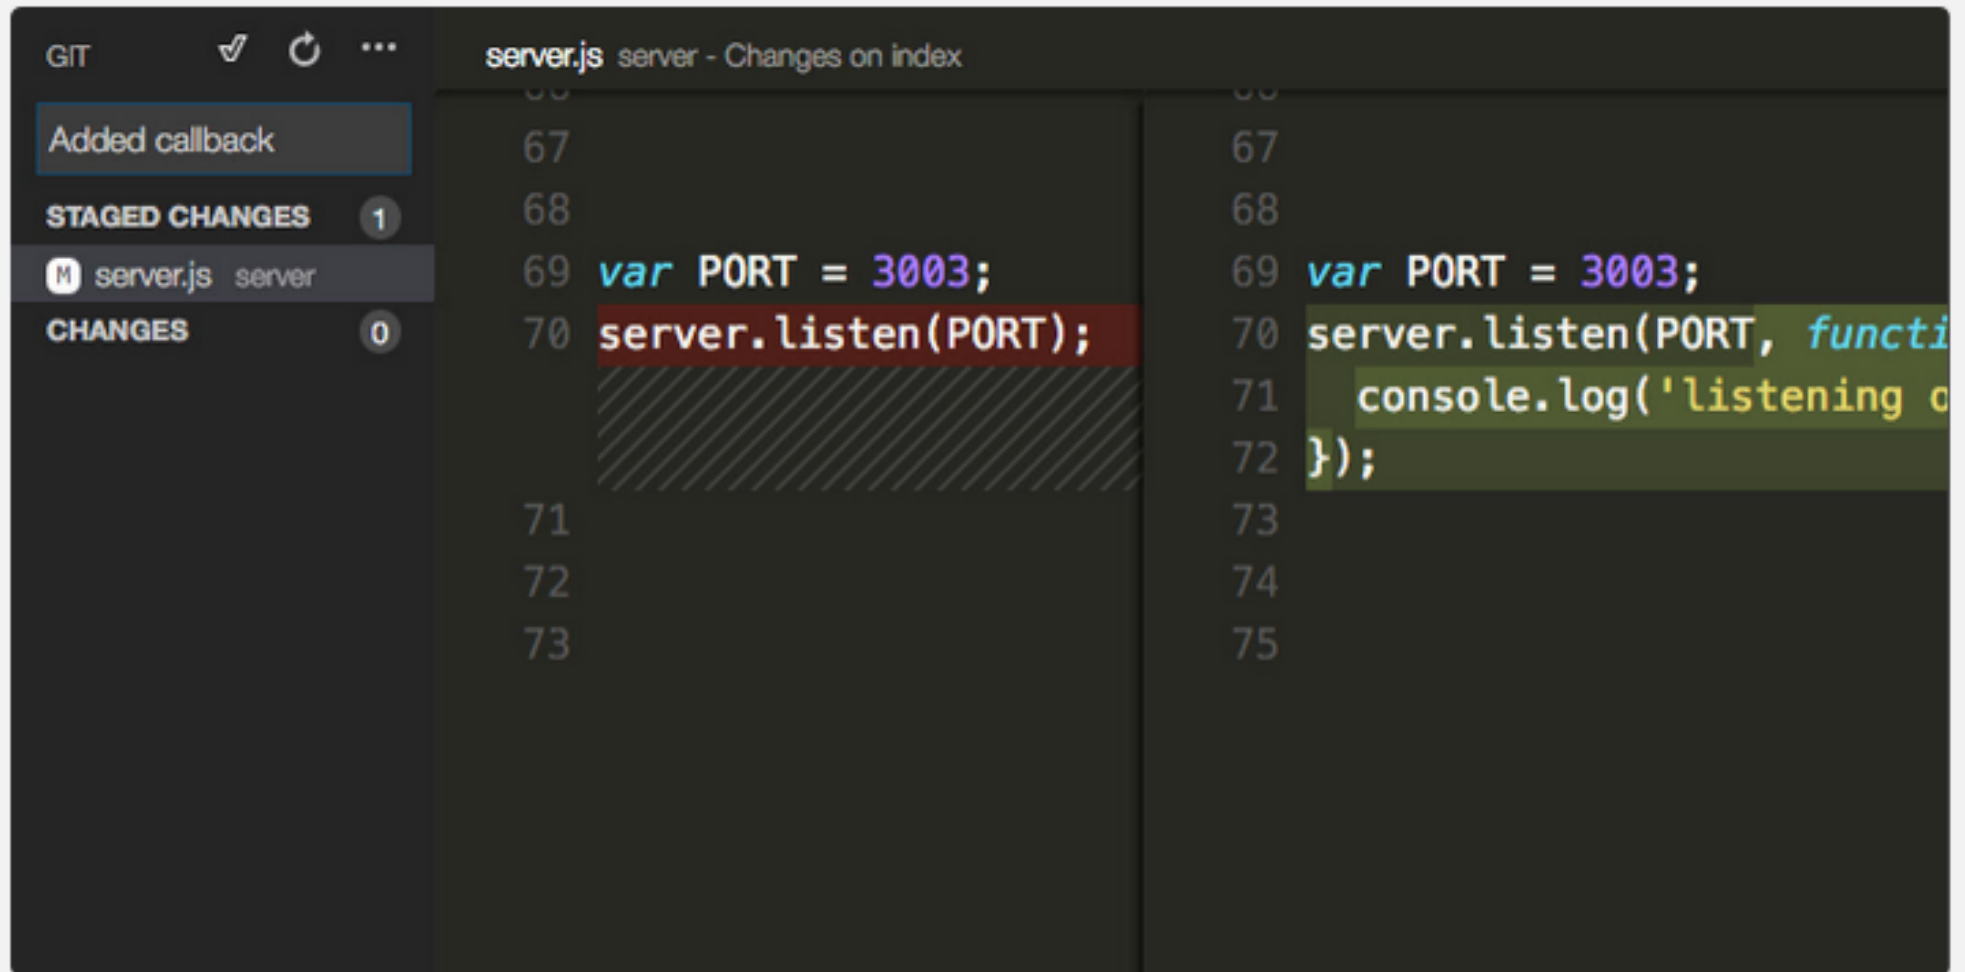 GIT
Added callback
STAGED CHANGES 1
M server.js server
CHANGES 0
server.js server - Changes on index
67
68
69 var PORT = 3003;
70 server.listen(PORT);
71
72
73
67
68
69 var PORT = 3003;
70 server.listen(PORT, functi
71 console.log('listening o
72 });
73
74
75